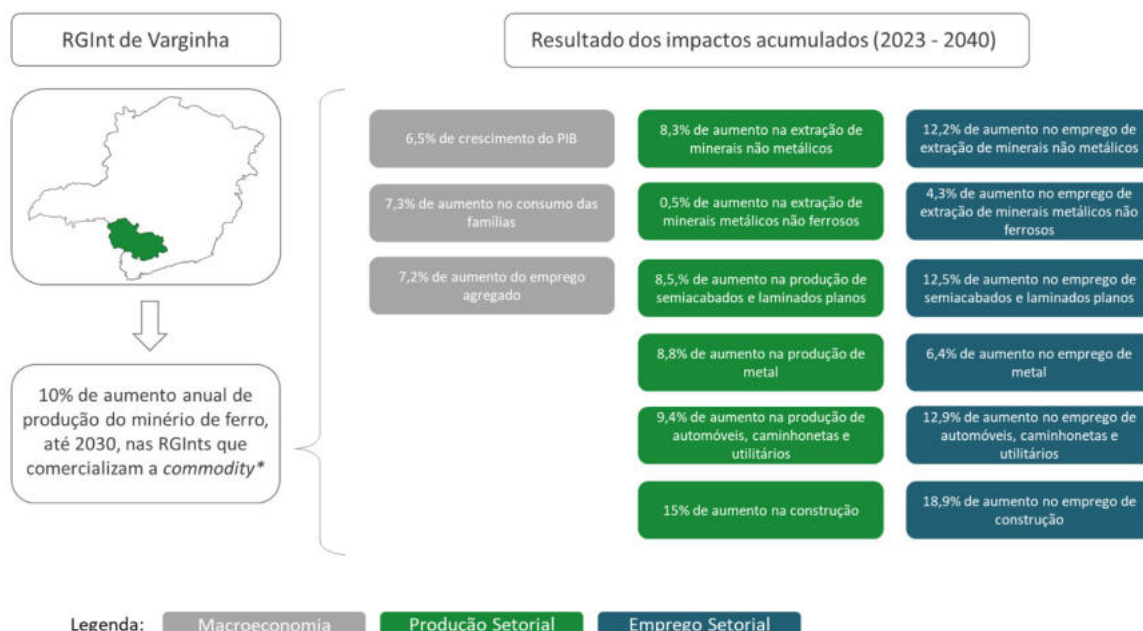 RGInt de Varginha
Resultado dos impactos acumulados (2023 - 2040)
10% de aumento anual de
produção do minério de ferro,
até 2030, nas RGInts que
comercializam a commodity*
6,5% de crescimento do PIB
7,3% de aumento no consumo das
famílias
7,2% de aumento do emprego
agregado
8,3% de aumento na extração de
minerais não metálicos
0,5% de aumento na extração de
minerais metálicos não ferrosos
8,5,% de aumento na produção de
semiacabados e laminados planos
8,8% de aumento na produção de
metal
9,4% de aumento na produção de
automóveis, caminhonetas e
utilitários
15% de aumento na construção
12,2% de aumento no emprego de
extração de minerais não metálicos
4,3% de aumento no emprego de
extração de minerais metálicos não
ferrosos
12,5% de aumento no emprego de
semiacabados e laminados planos
6,4% de aumento no emprego de
metal
12,9% de aumento no emprego de
automóveis, caminhonetas e
utilitários
18,9% de aumento no emprego de
construção
Legenda:
Macroeconomia
Produção Setorial
Emprego Setorial